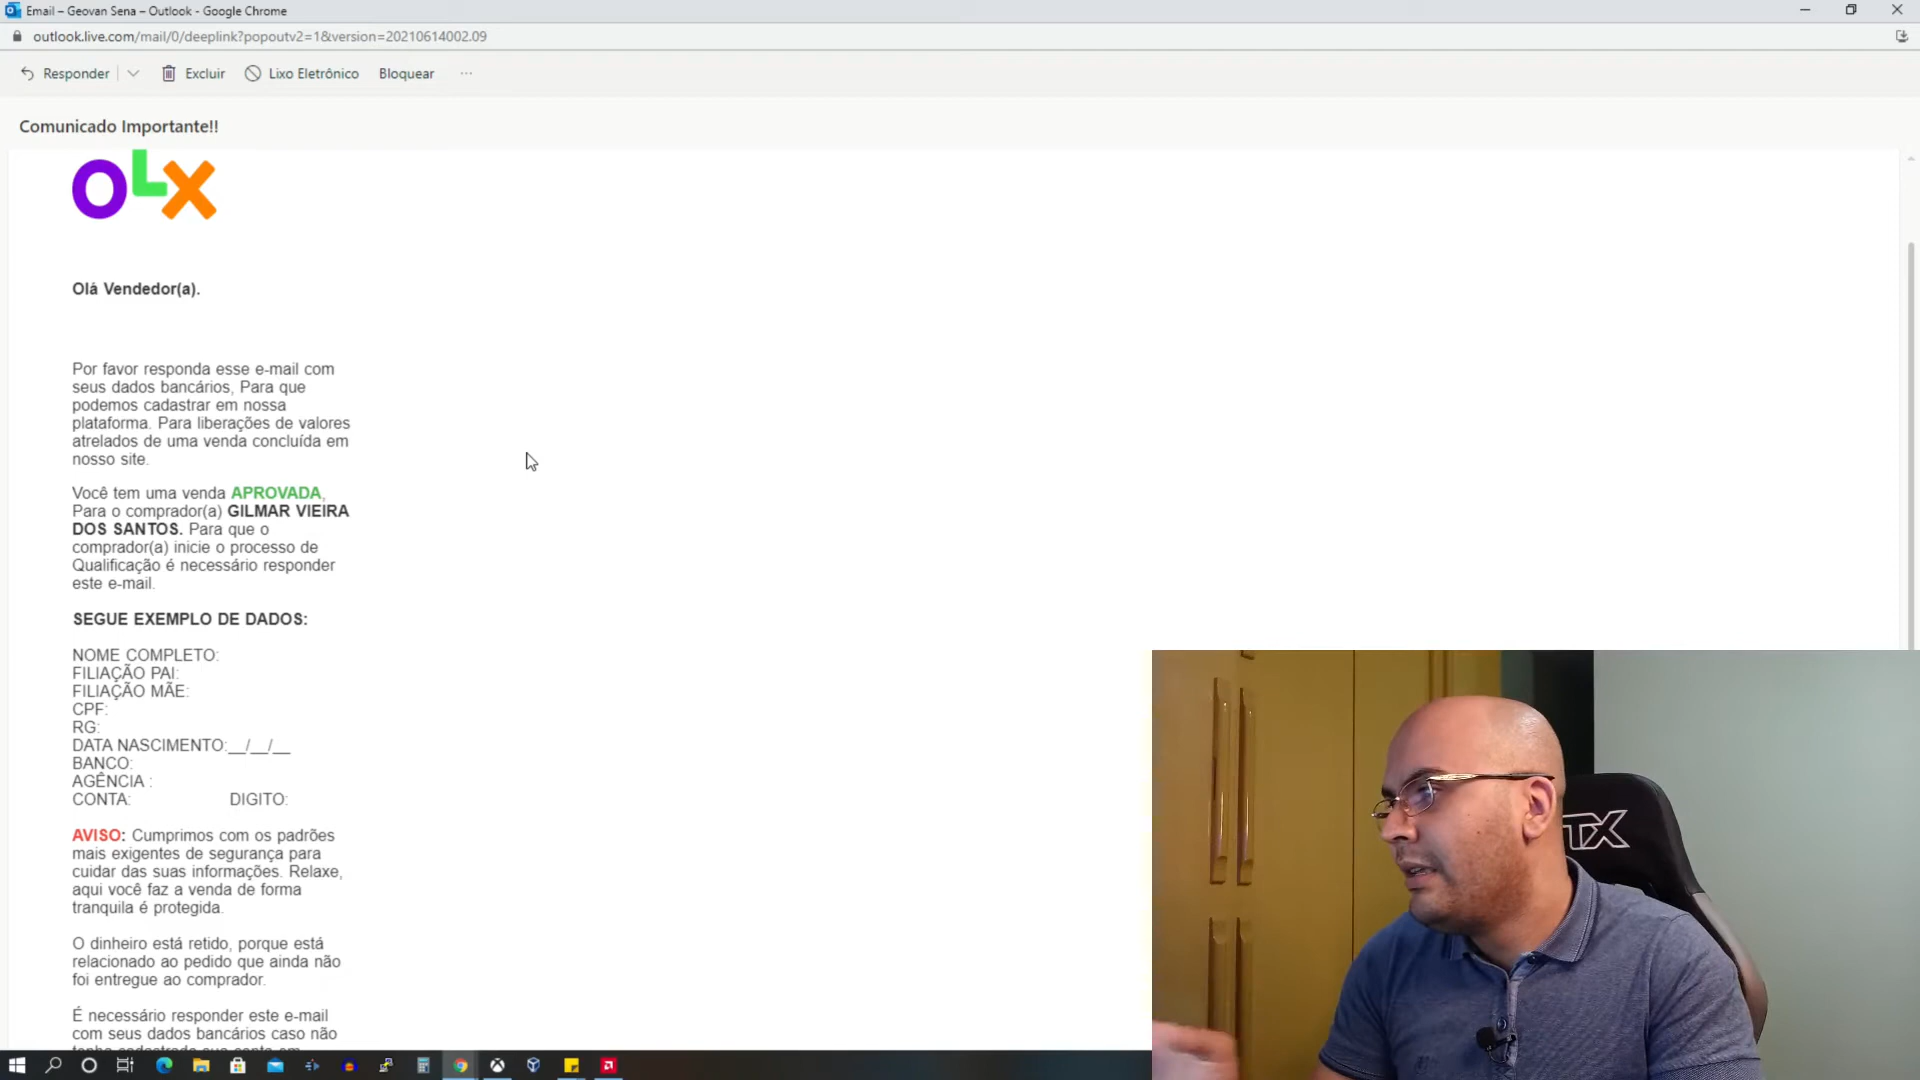 Email – Geovan Sena – Outlook - Google Chrome
outlook.live.com/mail/0/deeplink?popoutv2=1&version=20210614002.09
Responder
Excluir
Lixo Eletrônico
Bloquear
Comunicado Importante!!
OLX
Olá Vendedor(a).
Por favor responda esse e-mail com
seus dados bancários, Para que
podemos cadastrar em nossa
plataforma. Para liberações de valores
atrelados de uma venda concluída em
nosso site.
Você tem uma venda APROVADA,
Para o comprador(a) GILMAR VIEIRA
DOS SANTOS. Para que o
comprador(a) inicie o processo de
Qualificação é necessário responder
este e-mail.
SEGUE EXEMPLO DE DADOS:
NOME COMPLETO:
FILIAÇÃO PAI:
FILIAÇÃO MÃE:
CPF:
RG:
DATA NASCIMENTO:__/__/__
BANCO:
AGÊNCIA :
CONTA: DIGITO:
AVISO: Cumprimos com os padrões
mais exigentes de segurança para
cuidar das suas informações. Relaxe,
aqui você faz a venda de forma
tranquila é protegida.
O dinheiro está retido, porque está
relacionado ao pedido que ainda não
foi entregue ao comprador.
É necessário responder este e-mail
com seus dados bancários caso não
TX